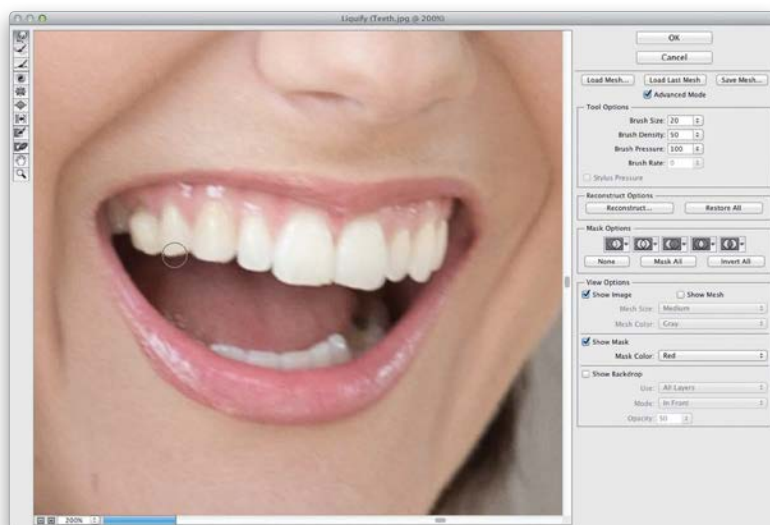 Liquify (Teeth.jpg @ 200%)
OK
Cancel
Load Mesh... Load Last Mesh Save Mesh...
Advanced Mode
Tool Options
Brush Size: 20
Brush Density: 50
Brush Pressure: 100
Brush Rate: 0
Stylus Pressure
Reconstruct Options
Reconstruct... Restore All
Mask Options
None Mask All Invert All
View Options
Show Image Show Mesh
Mesh Size: Medium
Mesh Color: Gray
Show Mask
Mask Color: Red
Show Backdrop
Use: All Layers
Mode: In Front
Opacity: 50
200%